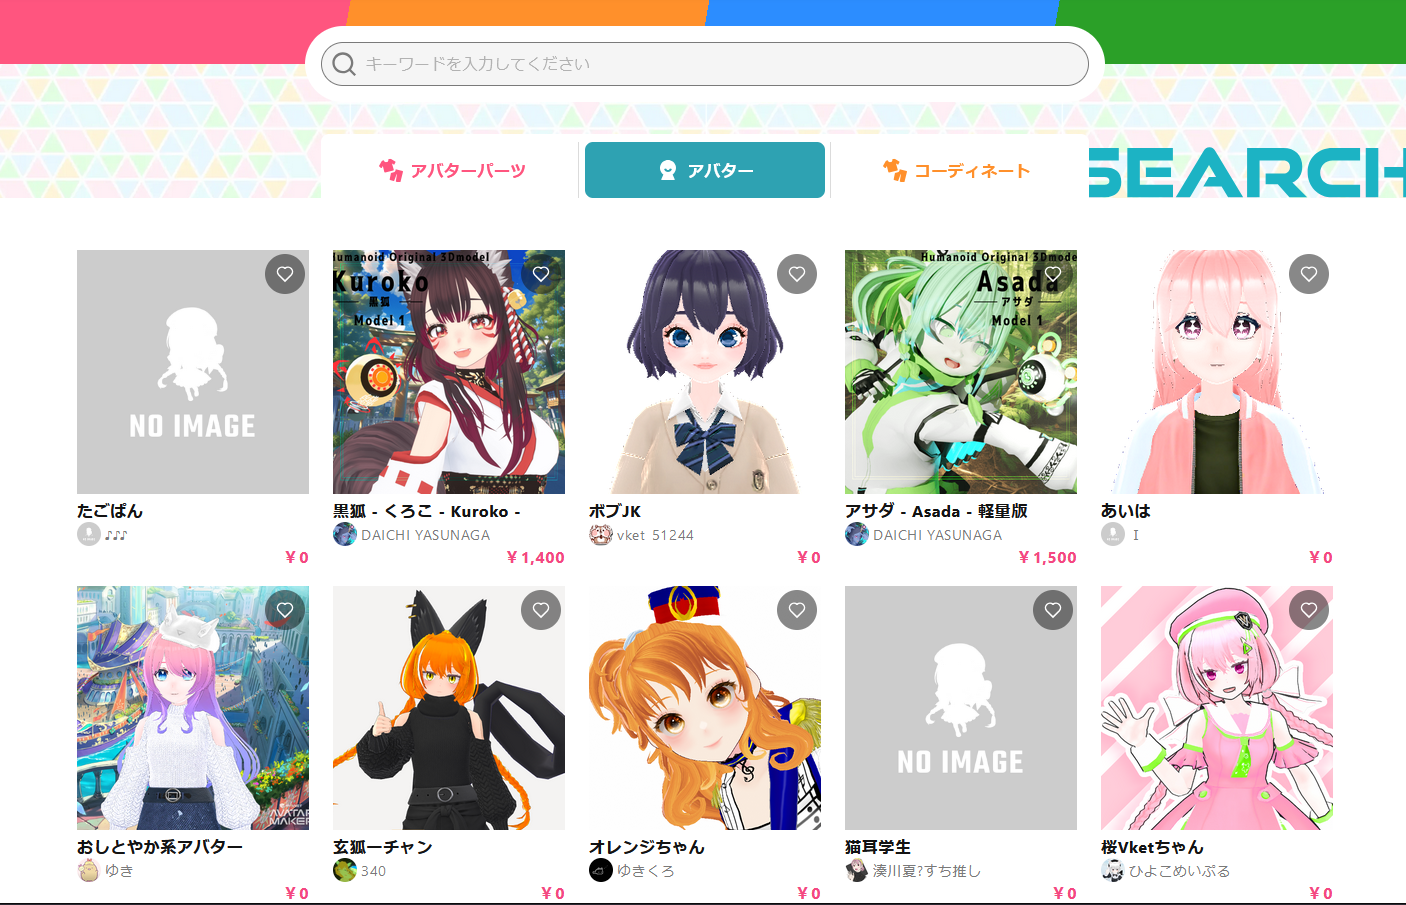 キーワードを入力してください
アバターパーツ
アバター
コーディネート
SEARCH
NO IMAGE
Humanoid Original 3Dmodel
Kuroko
黒狐
Model 1
Humanoid Original 3Dmode
Asada
アサダ
Model 1
たごぱん
黒狐 - くろこ - Kuroko -
ボブJK
アサダ - Asada - 軽量版
あいは
♪♪♪
DAICHI YASUNAGA
vket 51244
DAICHI YASUNAGA
I
¥ 0
¥ 1,400
¥ 0
¥ 1,500
¥ 0
AVATAR
MAKER
NO IMAGE
おしとやか系アバター
玄狐ーチャン
オレンジちゃん
猫耳学生
桜Vketちゃん
ゆき
340
ゆきくろ
湊川夏?すち推し
ひよこめいぷる
¥ 0
¥ 0
¥ 0
¥ 0
¥ 0